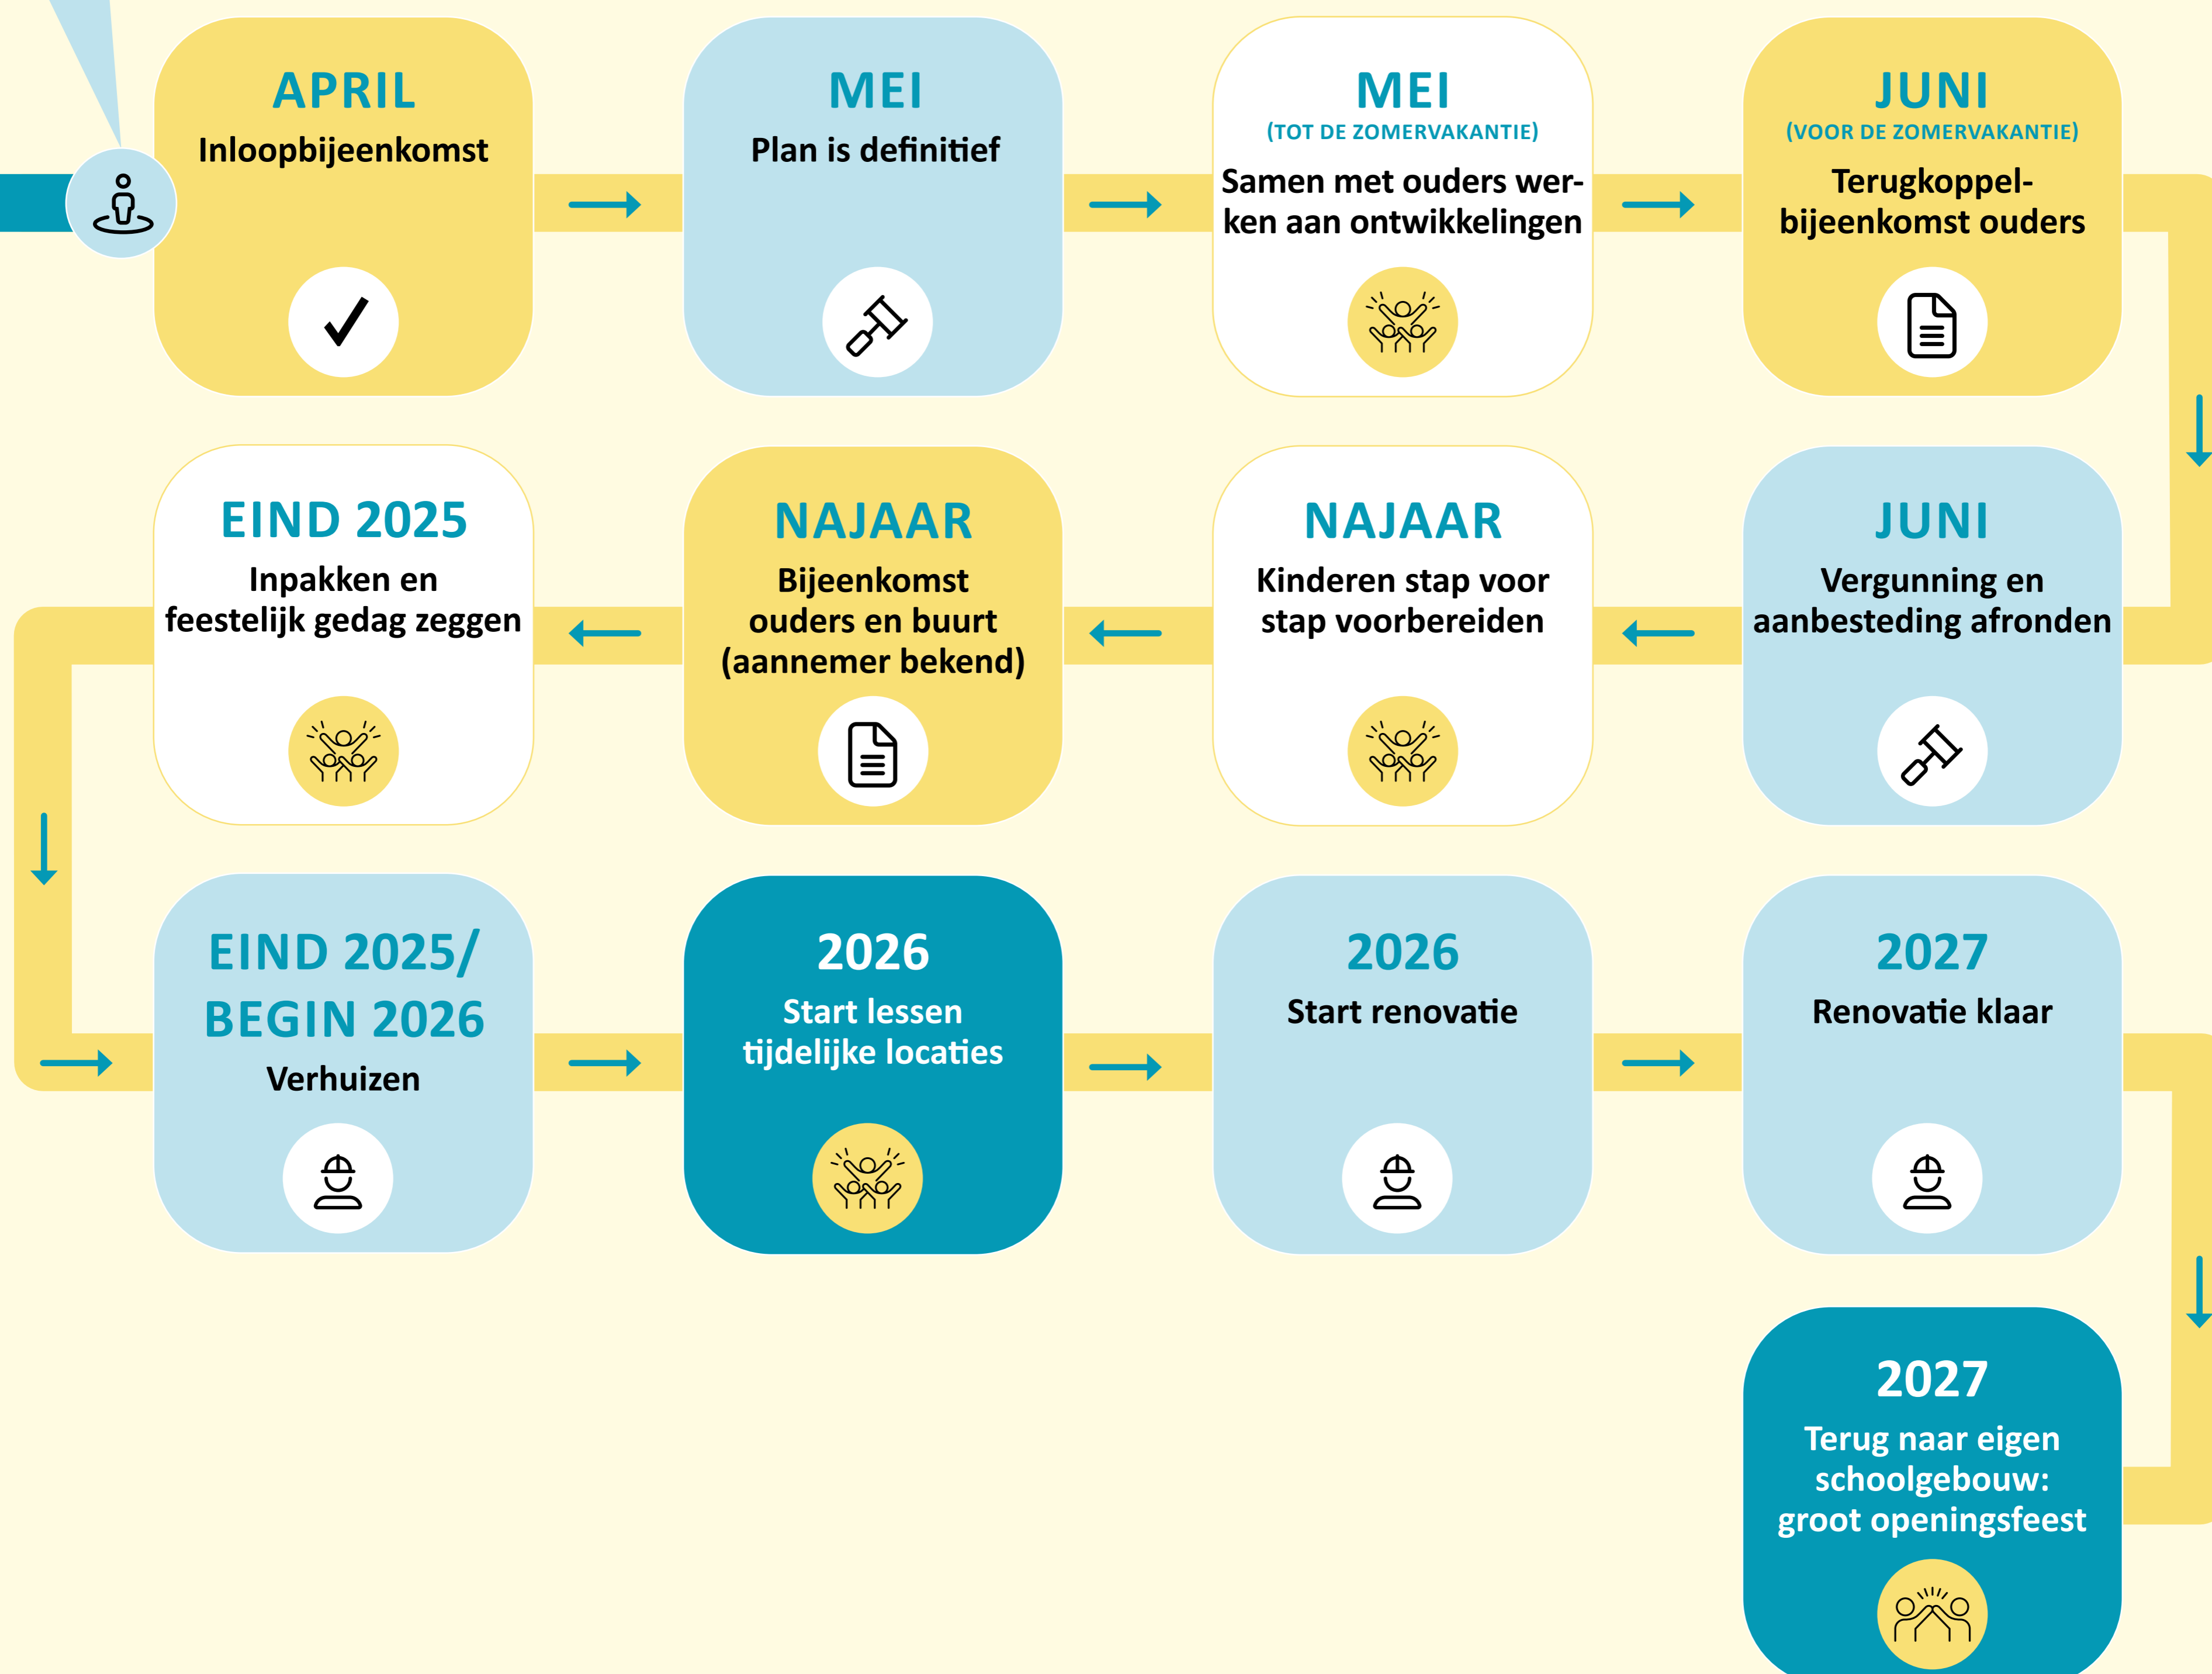 APRIL
Inloopbijeenkomst
MEI
Plan is definitief
MEI
(TOT DE ZOMERVAKANTIE)
Samen met ouders wer-
ken aan ontwikkelingen
JUNI
(VOOR DE ZOMERVAKANTIE)
Terugkoppel-
bijeenkomst ouders
JUNI
Vergunning en
aanbesteding afronden
NAJAAR
Kinderen stap voor
stap voorbereiden
NAJAAR
Bijeenkomst
ouders en buurt
(aannemer bekend)
EIND 2025
Inpakken en
feestelijk gedag zeggen
EIND 2025/
BEGIN 2026
Verhuizen
2026
Start lessen
tijdelijke locaties
2026
Start renovatie
2027
Renovatie klaar
2027
Terug naar eigen
schoolgebouw:
groot openingsfeest